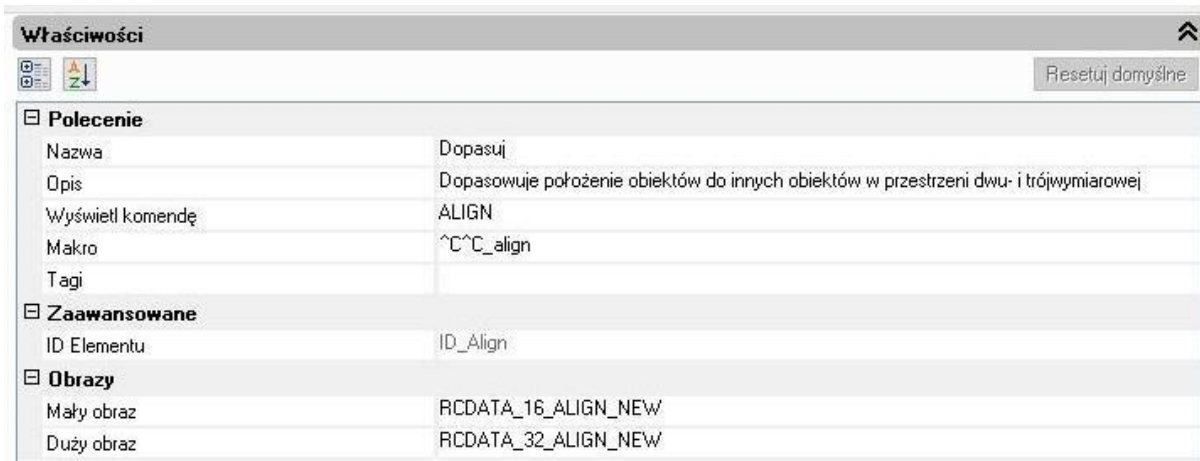 Właściwości
Resetuj domyślne
Polecenie
Nazwa Dopasuj
Opis Dopasowuje położenie obiektów do innych obiektów w przestrzeni dwu- i trójwymiarowej
Wyświetl komendę ALIGN
Makro ^C^C_align
Tagi
Zaawansowane
ID Elementu ID_Align
Obrazy
Mały obraz RCDATA_16_ALIGN_NEW
Duży obraz RCDATA_32_ALIGN_NEW